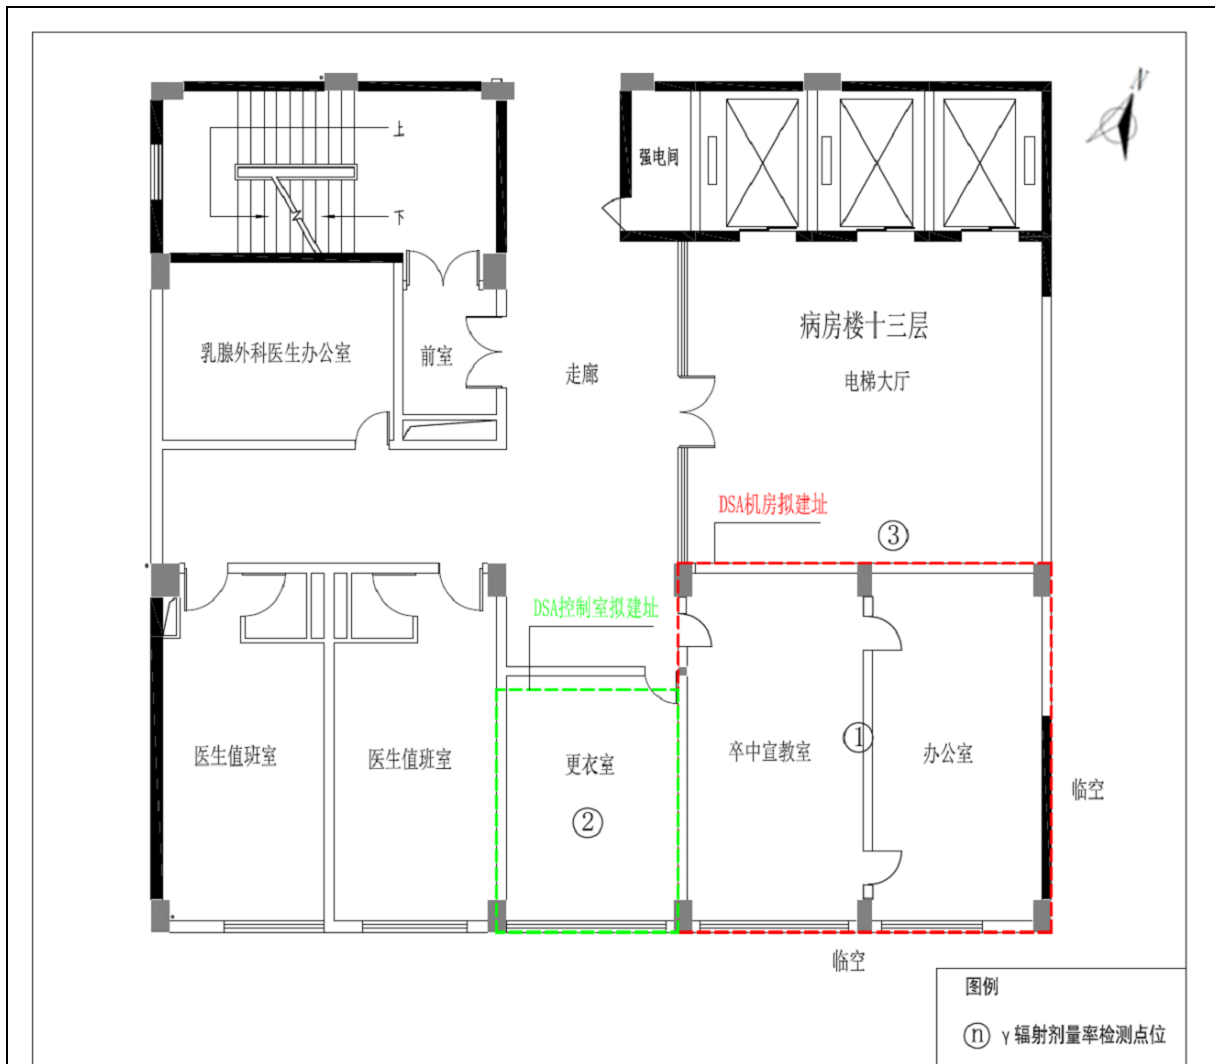 N
上
强电间
下
病房楼十三层
乳腺外科医生办公室
前室
走廊
电梯大厅
DSA机房拟建址
③
DSA控制室拟建址
医生值班室
医生值班室
更衣室
卒中宣教室
①
办公室
临空
②
临空
图例
ⓝ γ辐射剂量率检测点位